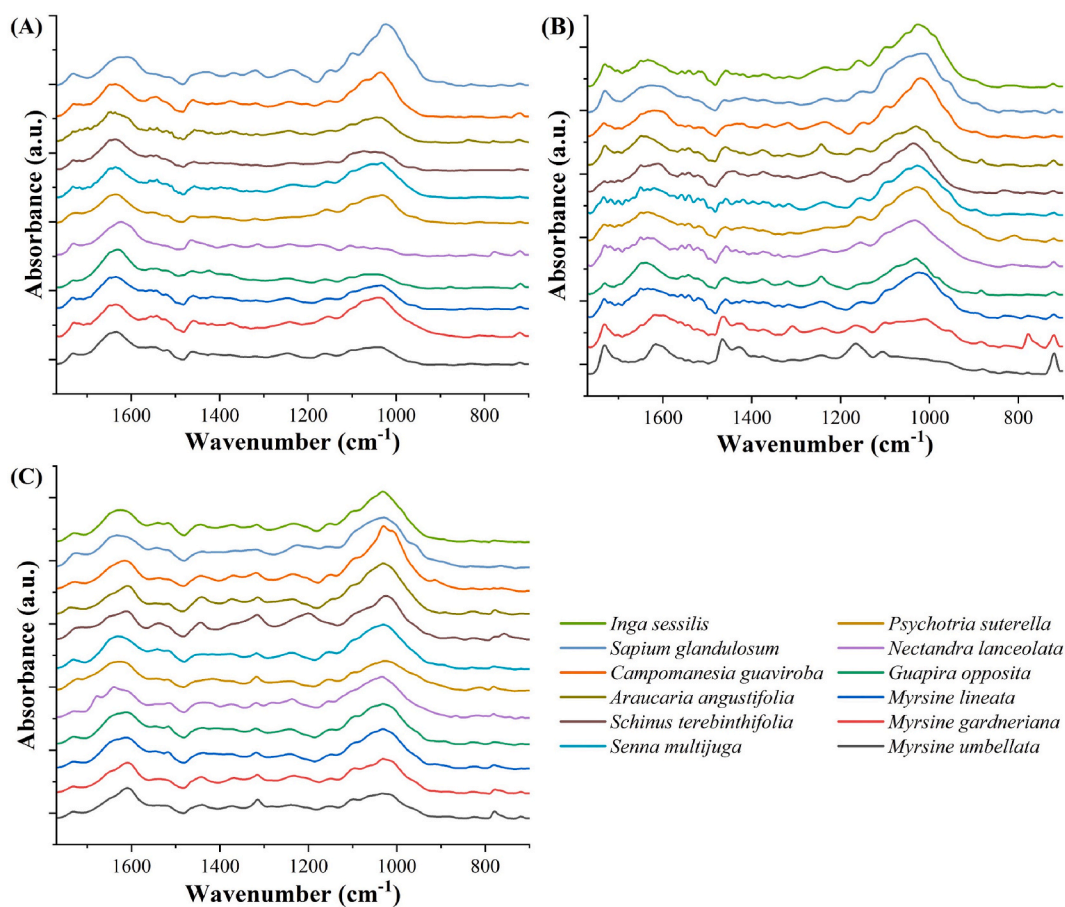 (A)
Absorbance (a.u.)
1600 1400 1200 1000 800
Wavenumber (cm⁻¹)
(B)
Absorbance (a.u.)
1600 1400 1200 1000 800
Wavenumber (cm⁻¹)
(C)
Absorbance (a.u.)
1600 1400 1200 1000 800
Wavenumber (cm⁻¹)
Inga sessilis
Sapium glandulosum
Campomanesia guaviroba
Araucaria angustifolia
Schinus terebinthifolia
Senna multijuga
Psychotria suterella
Nectandra lanceolata
Guapira opposita
Myrsine lineata
Myrsine gardneriana
Myrsine umbellata